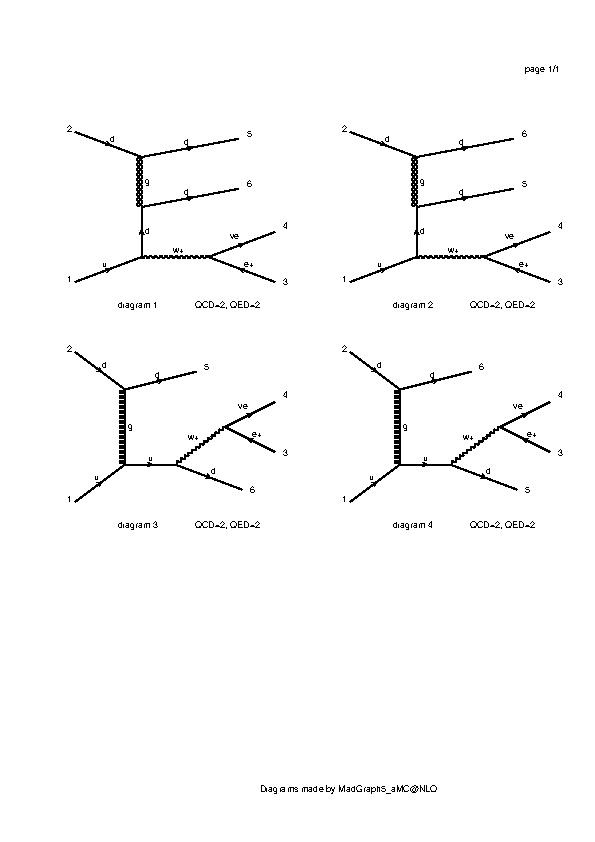 page 1/1
2 d d 5
g
d 6
d ve 4
u w+ e+
1 3
diagram 1 QCD=2, QED=2
2 d d 6
g
d 5
d ve 4
u w+ e+
1 3
diagram 2 QCD=2, QED=2
2 d d 5
g ve 4
w+ e+
3
u u d
1 6
diagram 3 QCD=2, QED=2
2 d d 6
g ve 4
w+ e+
3
u u d
1 5
diagram 4 QCD=2, QED=2
Diagrams made by MadGraph5_aMC@NLO